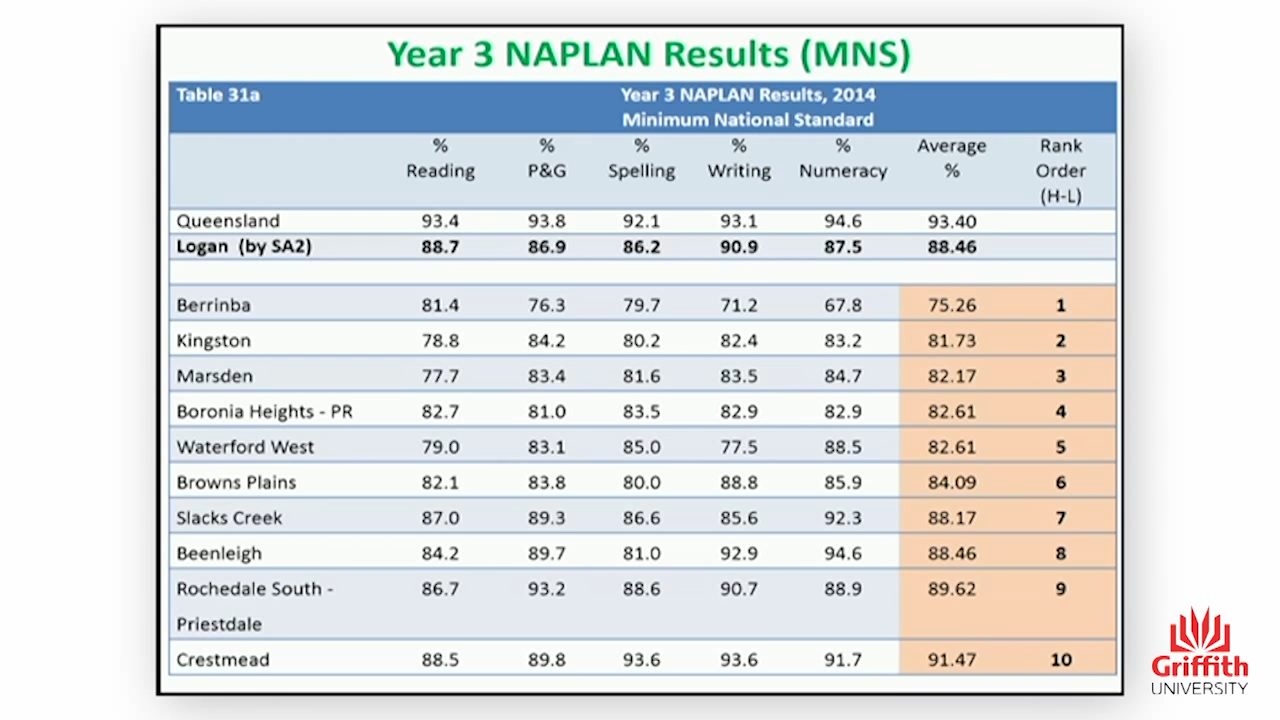 Year 3 NAPLAN Results (MNS)
Table 31a Year 3 NAPLAN Results, 2014
Minimum National Standard
% % % % % Average Rank
Reading P&G Spelling Writing Numeracy % Order
(H-L)
Queensland 93.4 93.8 92.1 93.1 94.6 93.40
Logan (by SA2) 88.7 86.9 86.2 90.9 87.5 88.46
Berrinba 81.4 76.3 79.7 71.2 67.8 75.26 1
Kingston 78.8 84.2 80.2 82.4 83.2 81.73 2
Marsden 77.7 83.4 81.6 83.5 84.7 82.17 3
Boronia Heights - PR 82.7 81.0 83.5 82.9 82.9 82.61 4
Waterford West 79.0 83.1 85.0 77.5 88.5 82.61 5
Browns Plains 82.1 83.8 80.0 88.8 85.9 84.09 6
Slacks Creek 87.0 89.3 86.6 85.6 92.3 88.17 7
Beenleigh 84.2 89.7 81.0 92.9 94.6 88.46 8
Rochedale South - 86.7 93.2 88.6 90.7 88.9 89.62 9
Priestdale
Crestmead 88.5 89.8 93.6 93.6 91.7 91.47 10
Griffith
UNIVERSITY